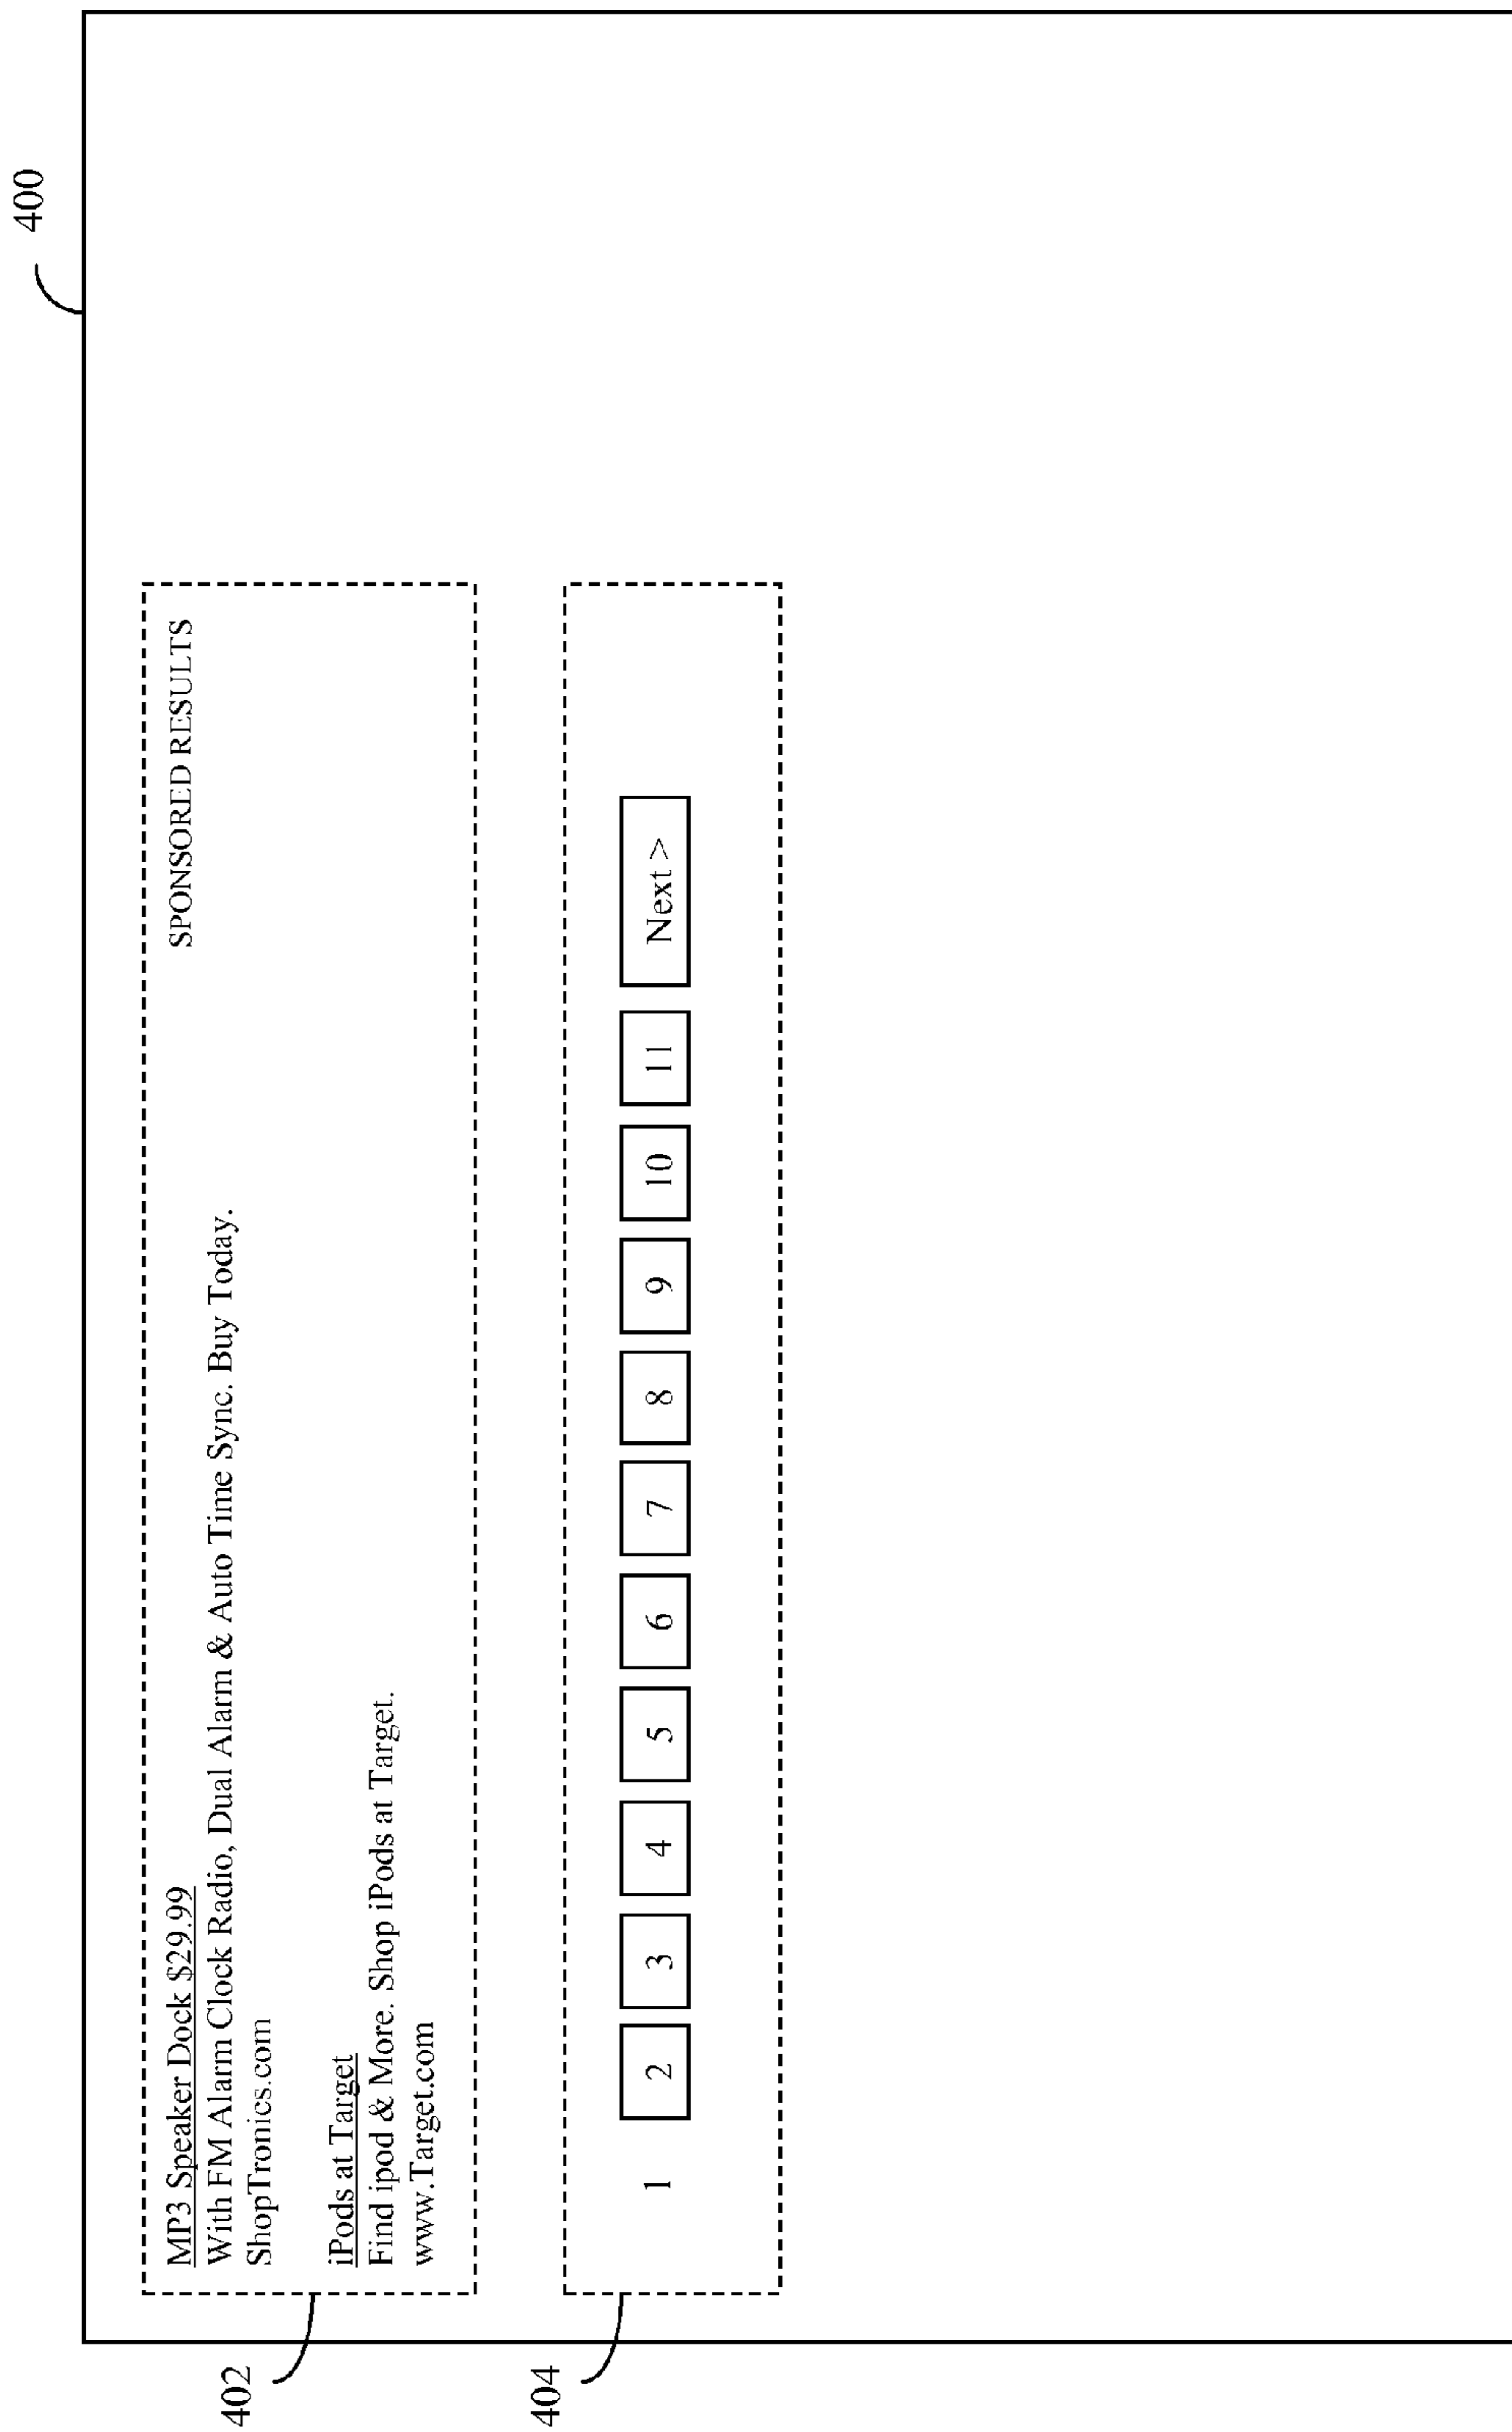 400
402
MP3 Speaker Dock $29.99 SPONSORED RESULTS
With FM Alarm Clock Radio, Dual Alarm & Auto Time Sync. Buy Today.
ShopTronics.com
iPods at Target
Find ipod & More. Shop iPods at Target.
www.Target.com
404
1 2 3 4 5 6 7 8 9 10 11 Next >